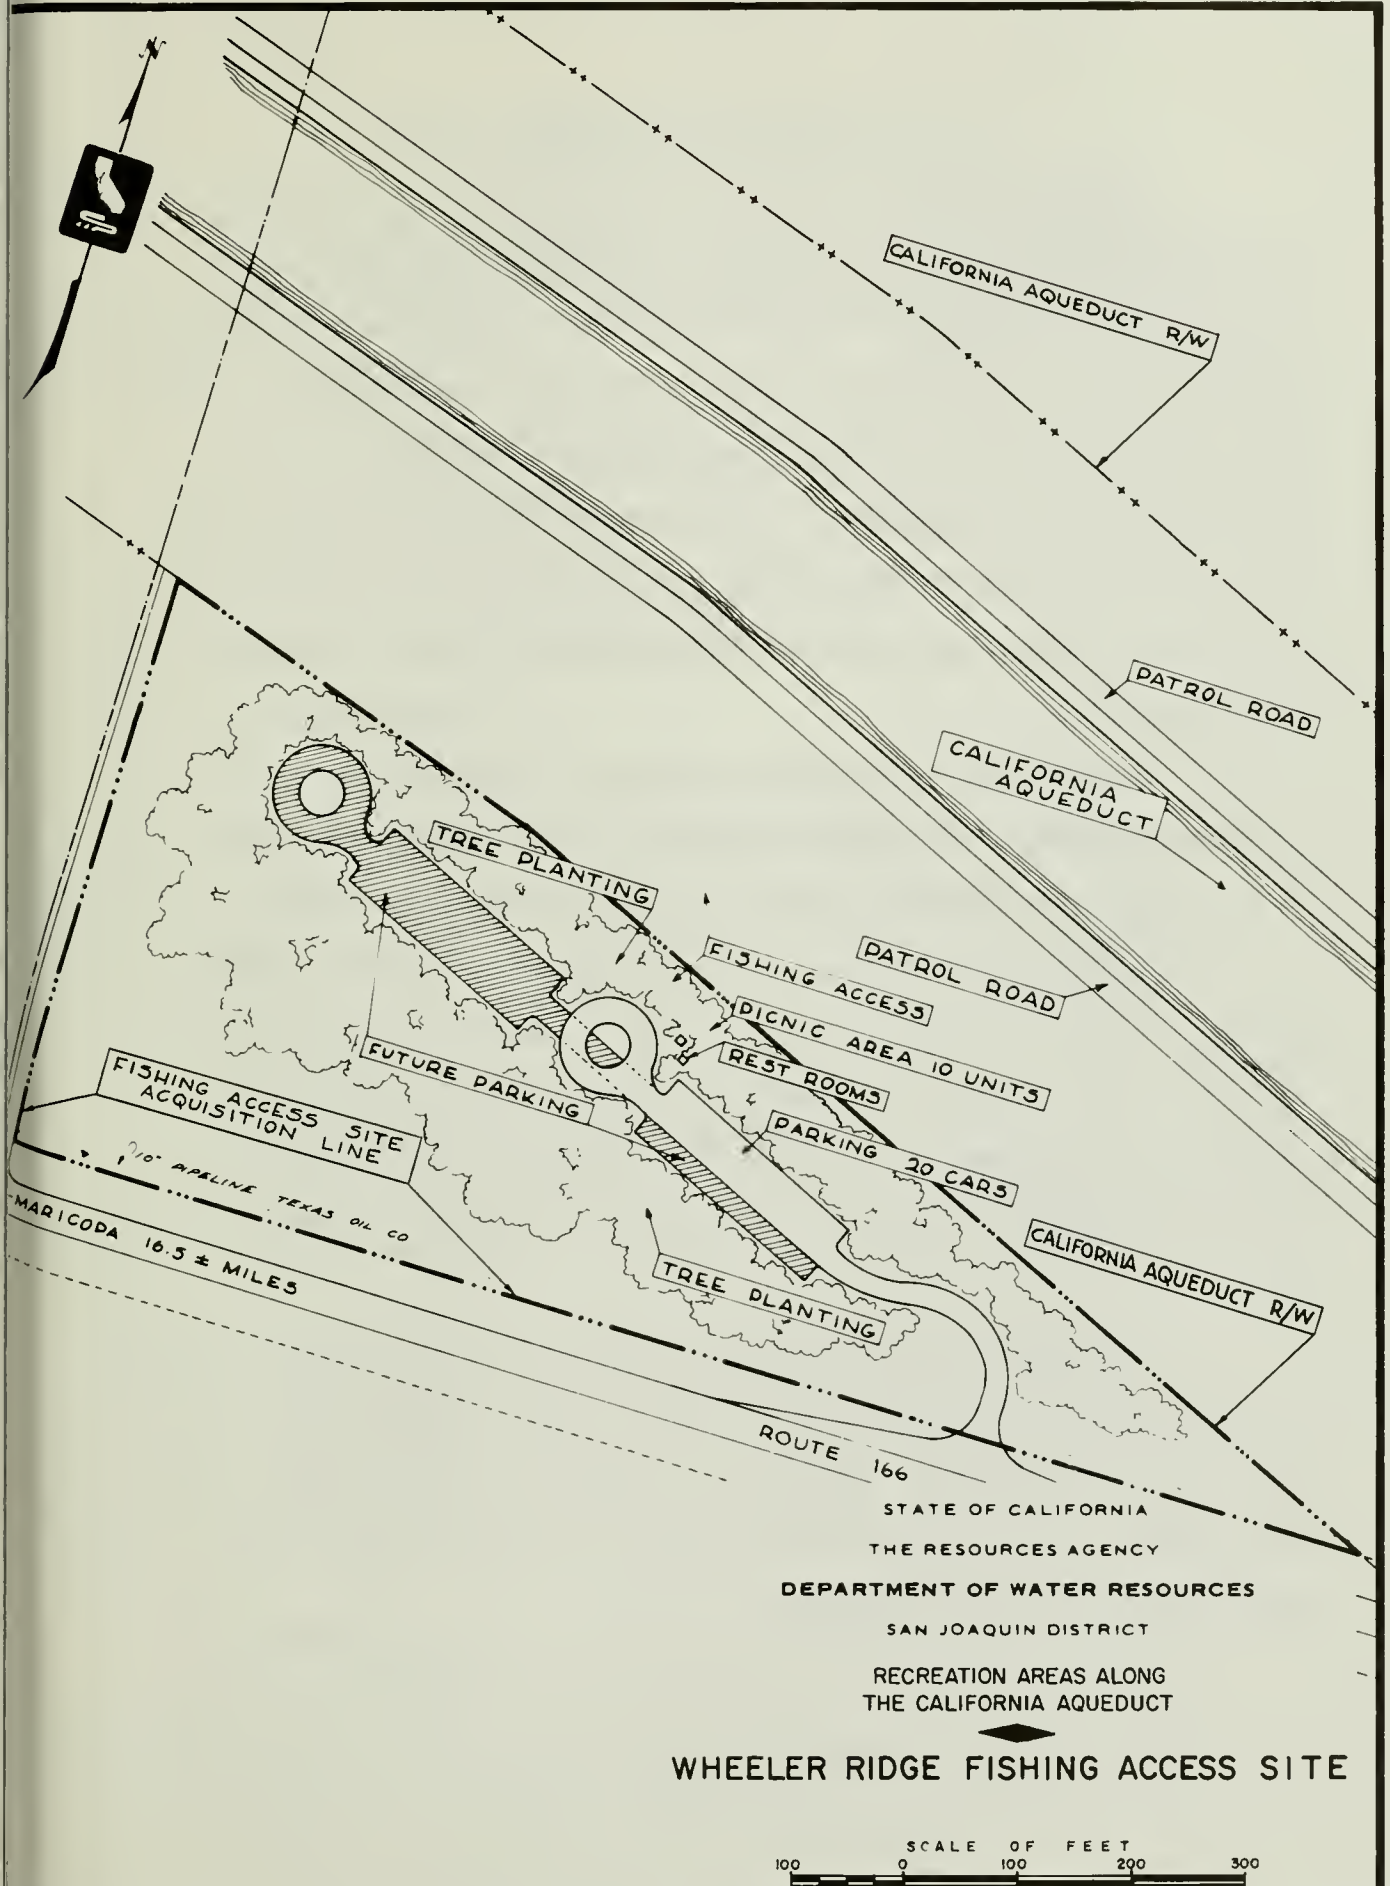 N
CALIFORNIA AQUEDUCT R/W
PATROL ROAD
CALIFORNIA
AQUEDUCT
TREE PLANTING
FISHING ACCESS
PATROL ROAD
PICNIC AREA 10 UNITS
REST ROOMS
FUTURE PARKING
FISHING ACCESS SITE
ACQUISITION LINE
PARKING 20 CARS
10" PIPELINE TEXAS OIL CO
MARICOPA 16.5 ± MILES
TREE PLANTING
CALIFORNIA AQUEDUCT R/W
ROUTE 166
STATE OF CALIFORNIA
THE RESOURCES AGENCY
DEPARTMENT OF WATER RESOURCES
SAN JOAQUIN DISTRICT
RECREATION AREAS ALONG
THE CALIFORNIA AQUEDUCT
WHEELER RIDGE FISHING ACCESS SITE
SCALE OF FEET
100 0 100 200 300